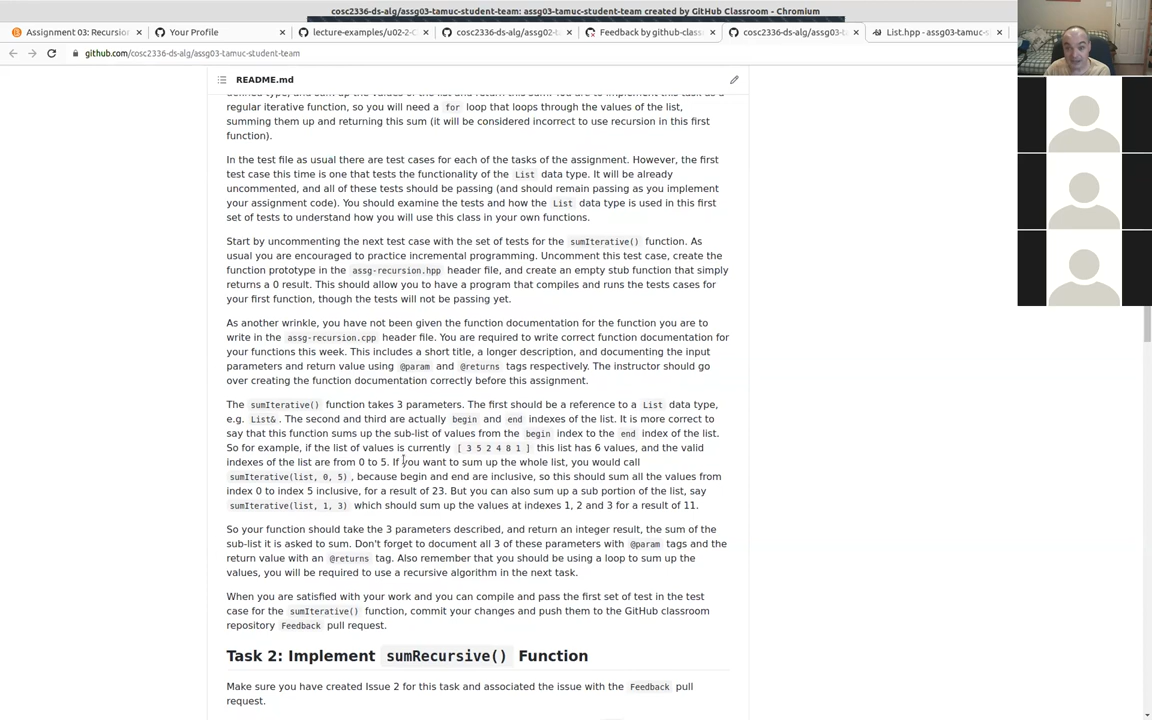 cosc2336-ds-alg/assg03-tamuc-student-team: assg03-tamuc-student-team created by GitHub Classroom - Chromium
Assignment 03: Recursion
Your Profile
lecture-examples/u02-2-C
cosc2336-ds-alg/assg02-t
Feedback by github-class
cosc2336-ds-alg/assg03-t
List.hpp - assg03-tamuc-s
github.com/cosc2336-ds-alg/assg03-tamuc-student-team
README.md
regular iterative function, so you will need a for loop that loops through the values of the list,
summing them up and returning this sum (it will be considered incorrect to use recursion in this first
function).
In the test file as usual there are test cases for each of the tasks of the assignment. However, the first
test case this time is one that tests the functionality of the List data type. It will be already
uncommented, and all of these tests should be passing (and should remain passing as you implement
your assignment code). You should examine the tests and how the List data type is used in this first
set of tests to understand how you will use this class in your own functions.
Start by uncommenting the next test case with the set of tests for the sumIterative() function. As
usual you are encouraged to practice incremental programming. Uncomment this test case, create the
function prototype in the assg-recursion.hpp header file, and create an empty stub function that simply
returns a 0 result. This should allow you to have a program that compiles and runs the tests cases for
your first function, though the tests will not be passing yet.
As another wrinkle, you have not been given the function documentation for the function you are to
write in the assg-recursion.cpp header file. You are required to write correct function documentation for
your functions this week. This includes a short title, a longer description, and documenting the input
parameters and return value using @param and @returns tags respectively. The instructor should go
over creating the function documentation correctly before this assignment.
The sumIterative() function takes 3 parameters. The first should be a reference to a List data type,
e.g. List& . The second and third are actually begin and end indexes of the list. It is more correct to
say that this function sums up the sub-list of values from the begin index to the end index of the list.
So for example, if the list of values is currently [ 3 5 2 4 8 1 ] this list has 6 values, and the valid
indexes of the list are from 0 to 5. If you want to sum up the whole list, you would call
sumIterative(list, 0, 5) , because begin and end are inclusive, so this should sum all the values from
index 0 to index 5 inclusive, for a result of 23. But you can also sum up a sub portion of the list, say
sumIterative(list, 1, 3) which should sum up the values at indexes 1, 2 and 3 for a result of 11.
So your function should take the 3 parameters described, and return an integer result, the sum of the
sub-list it is asked to sum. Don't forget to document all 3 of these parameters with @param tags and the
return value with an @returns tag. Also remember that you should be using a loop to sum up the
values, you will be required to use a recursive algorithm in the next task.
When you are satisfied with your work and you can compile and pass the first set of test in the test
case for the sumIterative() function, commit your changes and push them to the GitHub classroom
repository Feedback pull request.
Task 2: Implement sumRecursive() Function
Make sure you have created Issue 2 for this task and associated the issue with the Feedback pull
request.